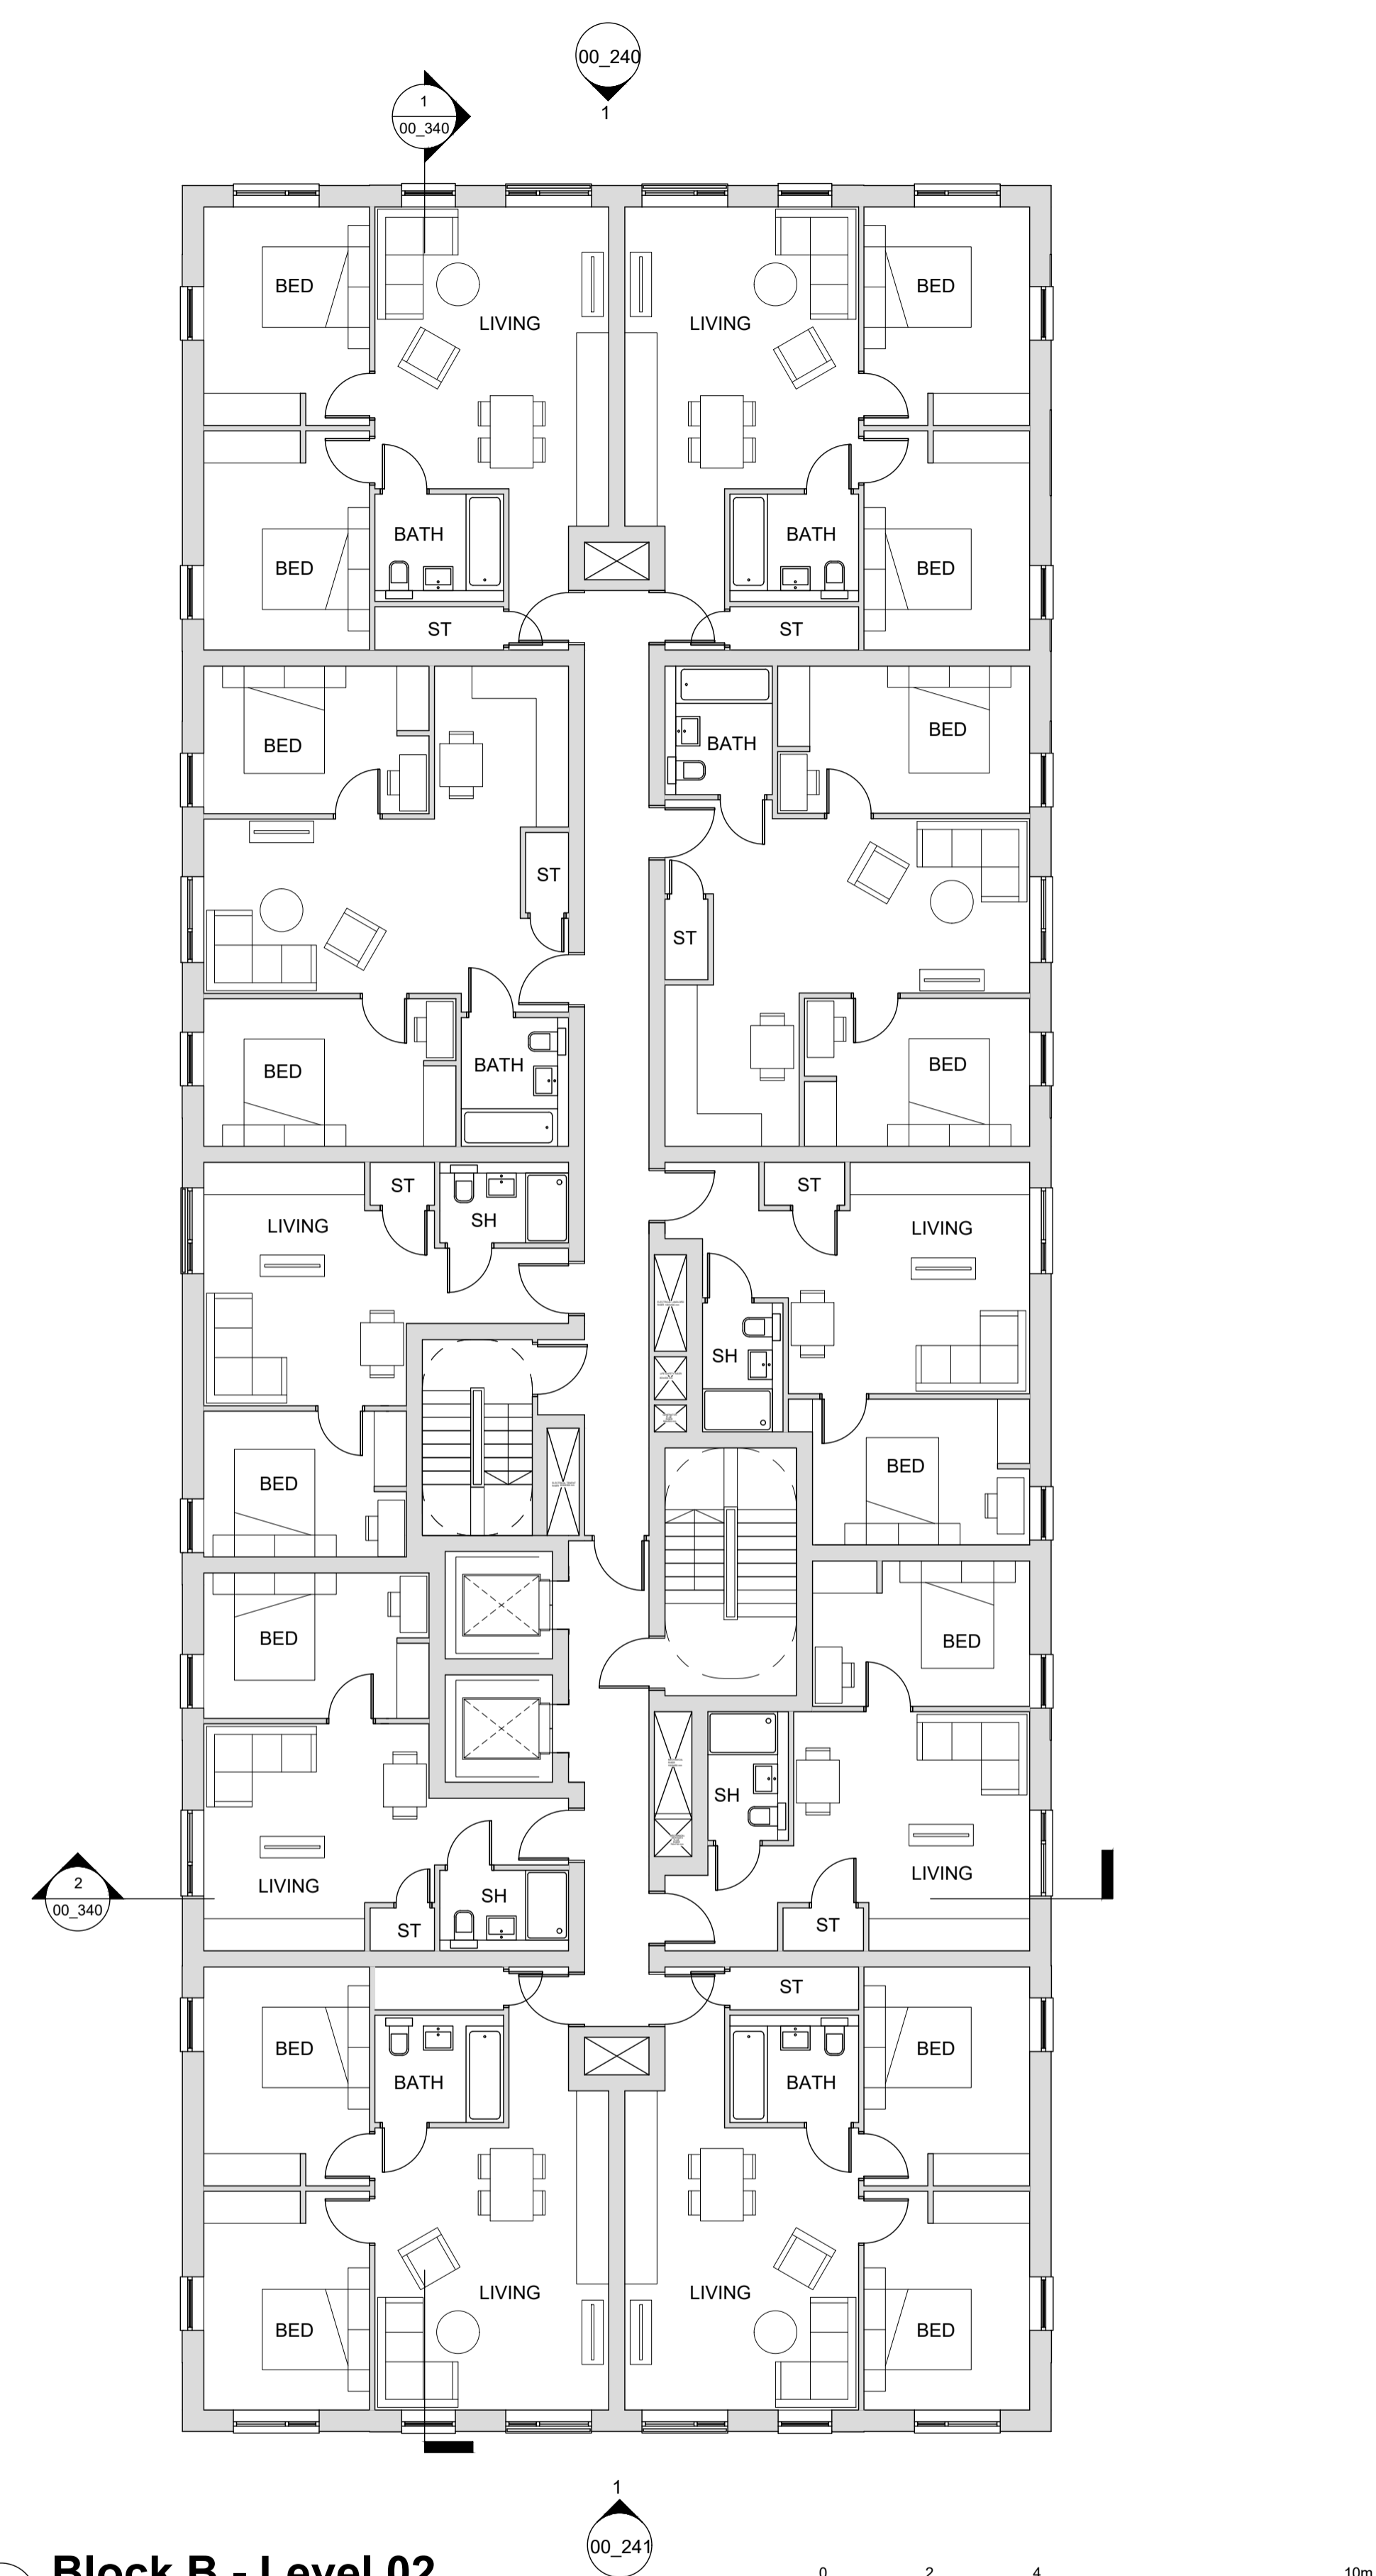 00_240
1
1
00_340
BED
LIVING
LIVING
BED
BED
BATH
BATH
BED
ST
ST
BED
BATH
BED
ST
ST
BED
BATH
BED
LIVING
ST
SH
ST
LIVING
SH
BED
BED
BED
BED
SH
LIVING
SH
ST
LIVING
ST
2
00_340
ST
BED
BATH
BATH
BED
LIVING
LIVING
BED
BED
1
00_241
Block B - Level 02
0 2 4 10m